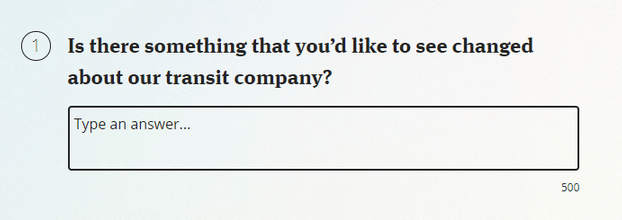 1
Is there something that you’d like to see changed
about our transit company?
Type an answer...
500